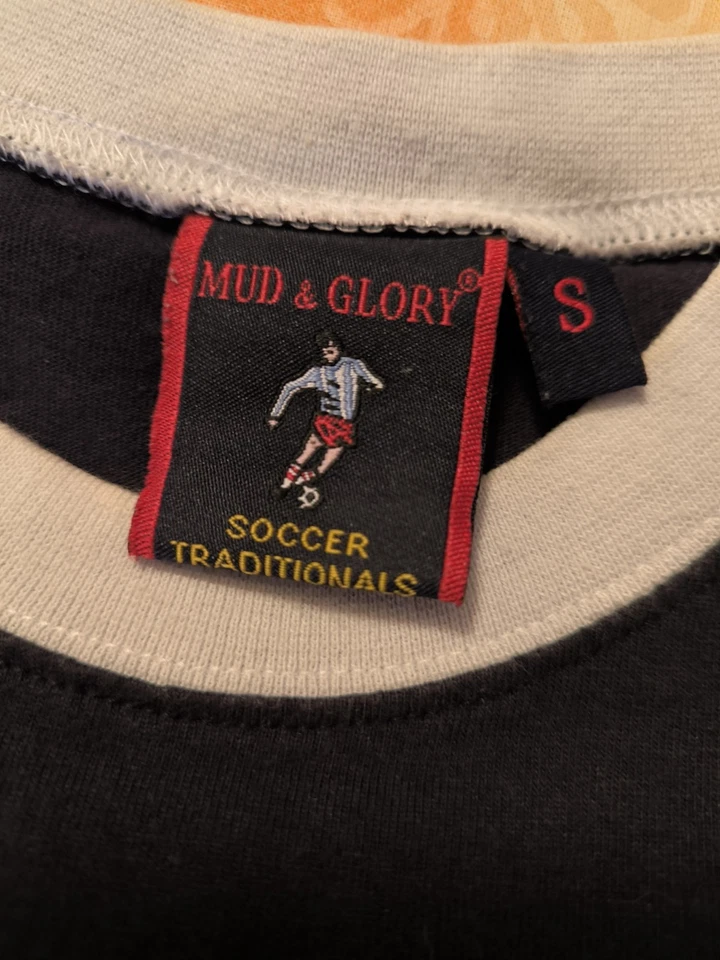 MUD & GLORY®
S
SOCCER
TRADITIONALS